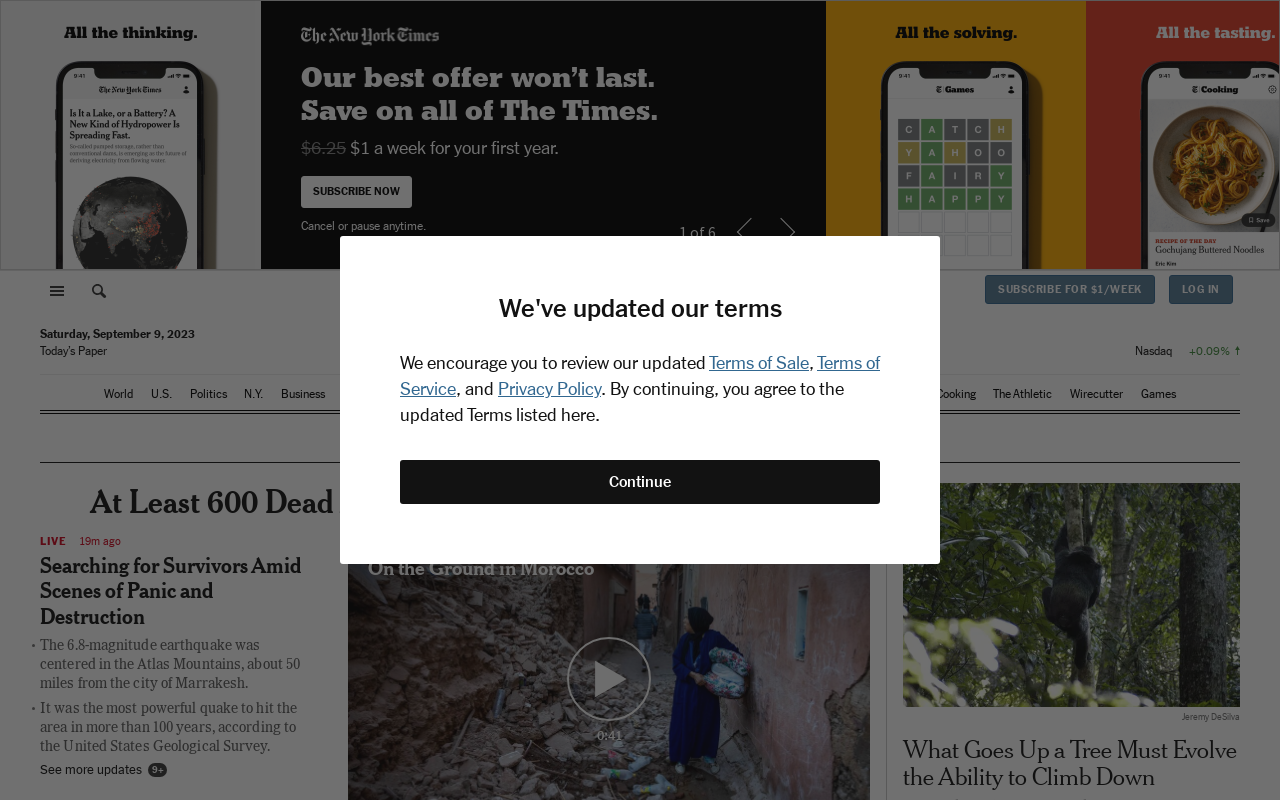 All the thinking.
9:41
The New York Times
Is It a Lake, or a Battery? A
New Kind of Hydropower Is
Spreading Fast.
So-called pumped storage, rather than
conventional dams, is emerging as the future of
deriving electricity from flowing water.
The New York Times
Our best offer won’t last.
Save on all of The Times.
$6.25 $1 a week for your first year.
SUBSCRIBE NOW
Cancel or pause anytime.
1 of 6
All the solving.
9:41
Games
C A T C H
Y A H O O
F A I R Y
H A P P Y
All the tasting.
9:41
Cooking
Save
RECIPE OF THE DAY
Gochujang Buttered Noodles
Eric Kim
SUBSCRIBE FOR $1/WEEK
LOG IN
Saturday, September 9, 2023
Today’s Paper
Nasdaq +0.09%
World U.S. Politics N.Y. Business
Cooking The Athletic Wirecutter Games
We've updated our terms
We encourage you to review our updated Terms of Sale, Terms of
Service, and Privacy Policy. By continuing, you agree to the
updated Terms listed here.
Continue
At Least 600 Dead
LIVE 19m ago
Searching for Survivors Amid
Scenes of Panic and
Destruction
• The 6.8-magnitude earthquake was
centered in the Atlas Mountains, about 50
miles from the city of Marrakesh.
• It was the most powerful quake to hit the
area in more than 100 years, according to
the United States Geological Survey.
See more updates 9+
On the Ground in Morocco
0:41
Jeremy DeSilva
What Goes Up a Tree Must Evolve
the Ability to Climb Down